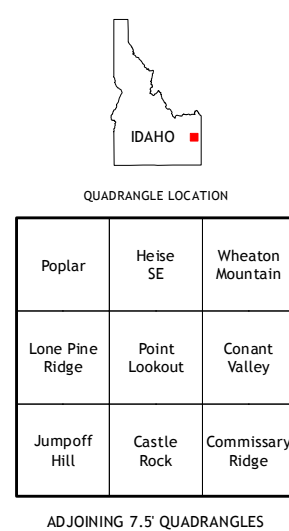 IDAHO
QUADRANGLE LOCATION
Poplar
Heise
SE
Wheaton
Mountain
Lone Pine
Ridge
Point
Lookout
Conant
Valley
Jumpoff
Hill
Castle
Rock
Commissary
Ridge
ADJOINING 7.5' QUADRANGLES